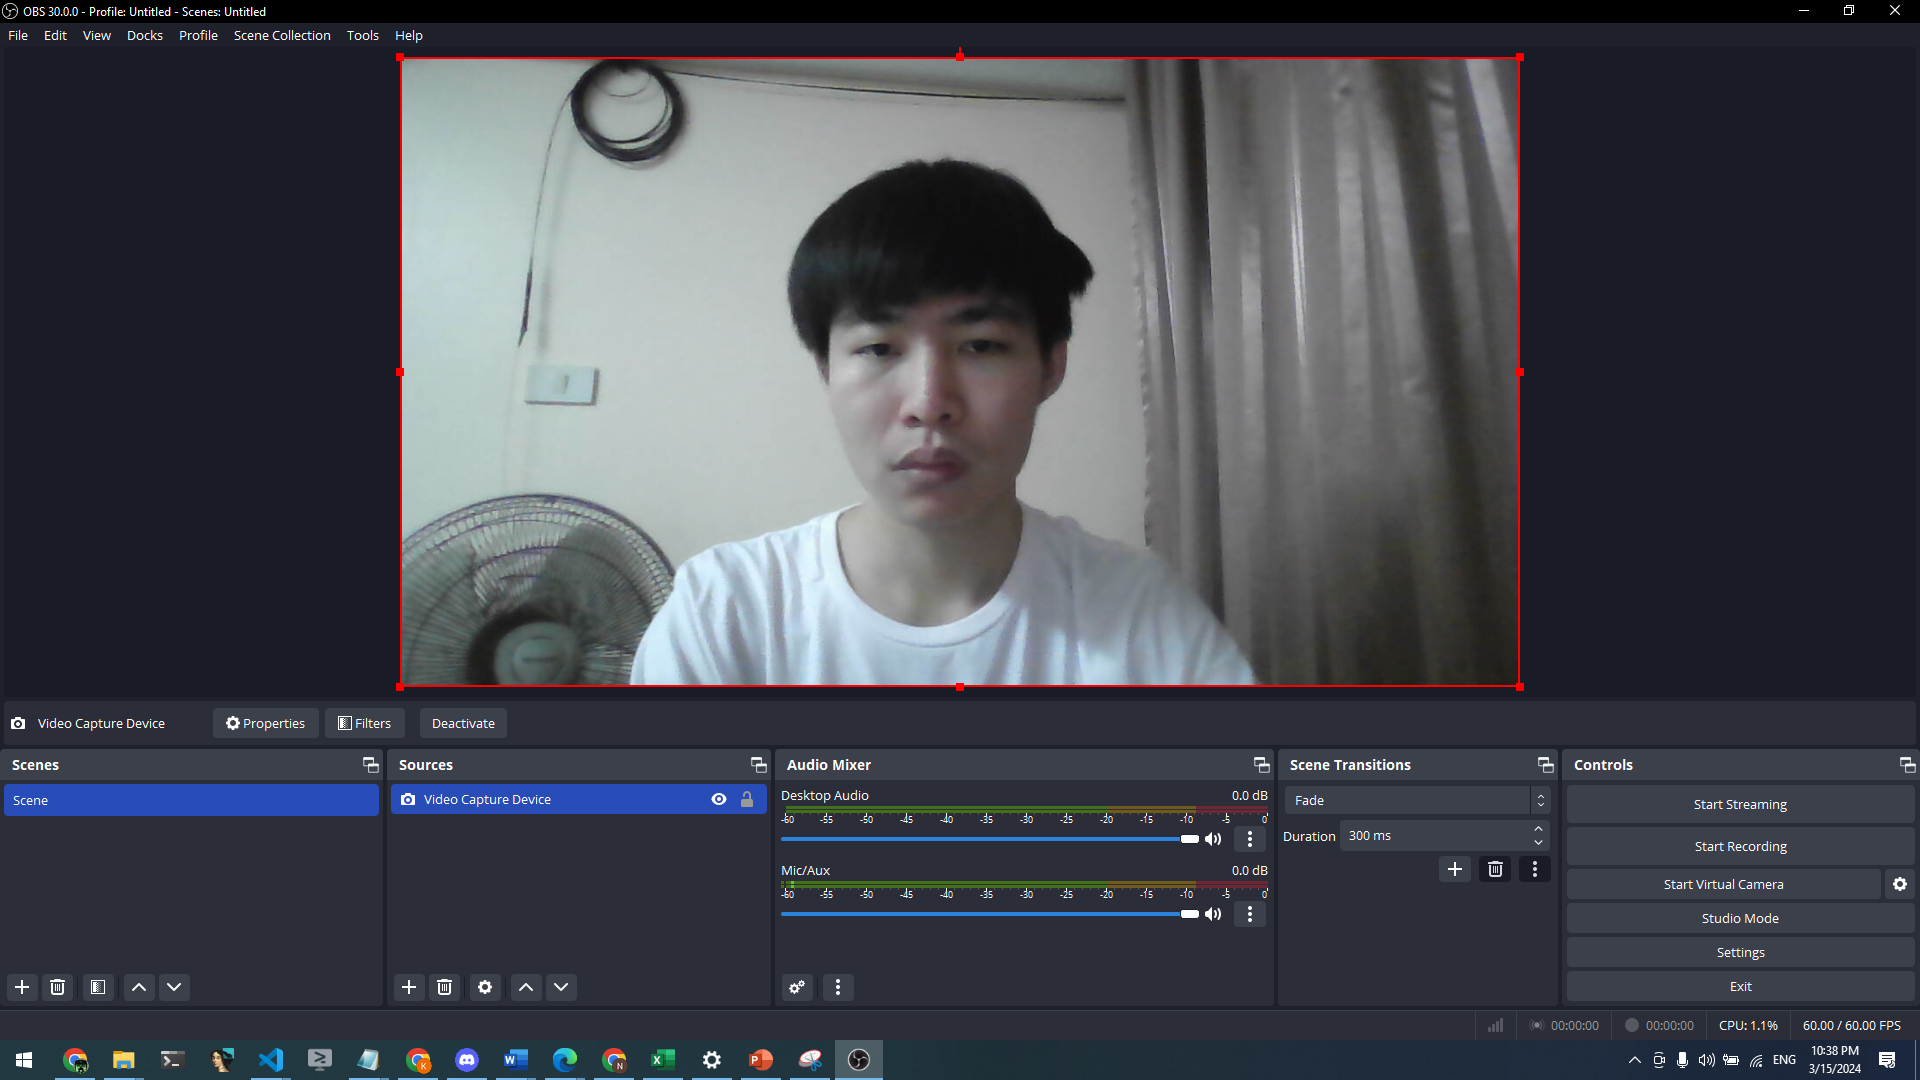 OBS 30.0.0 - Profile: Untitled - Scenes: Untitled
File Edit View Docks Profile Scene Collection Tools Help
Video Capture Device Properties Filters Deactivate
Scenes
Scene
Sources
Video Capture Device
Audio Mixer
Desktop Audio 0.0 dB
-60 -55 -50 -45 -40 -35 -30 -25 -20 -15 -10 -5 0
Mic/Aux 0.0 dB
-60 -55 -50 -45 -40 -35 -30 -25 -20 -15 -10 -5 0
Scene Transitions
Fade
Duration 300 ms
Controls
Start Streaming
Start Recording
Start Virtual Camera
Studio Mode
Settings
Exit
00:00:00 00:00:00 CPU: 1.1% 60.00 / 60.00 FPS
ENG
10:38 PM
3/15/2024